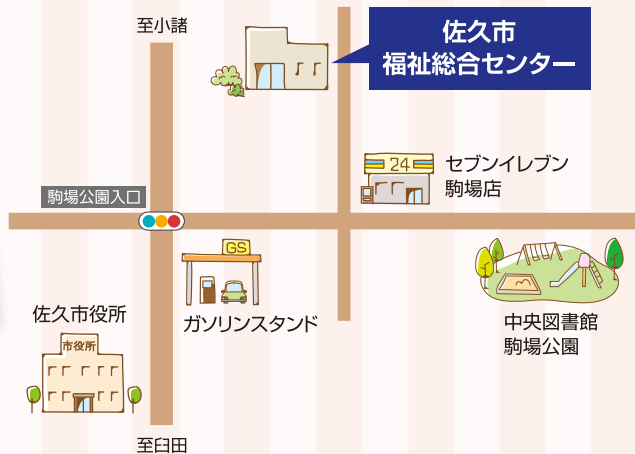 至小諸
佐久市
福祉総合センター
24
セブンイレブン
駒場店
駒場公園入口
GS
ガソリンスタンド
佐久市役所
市役所
中央図書館
駒場公園
至臼田